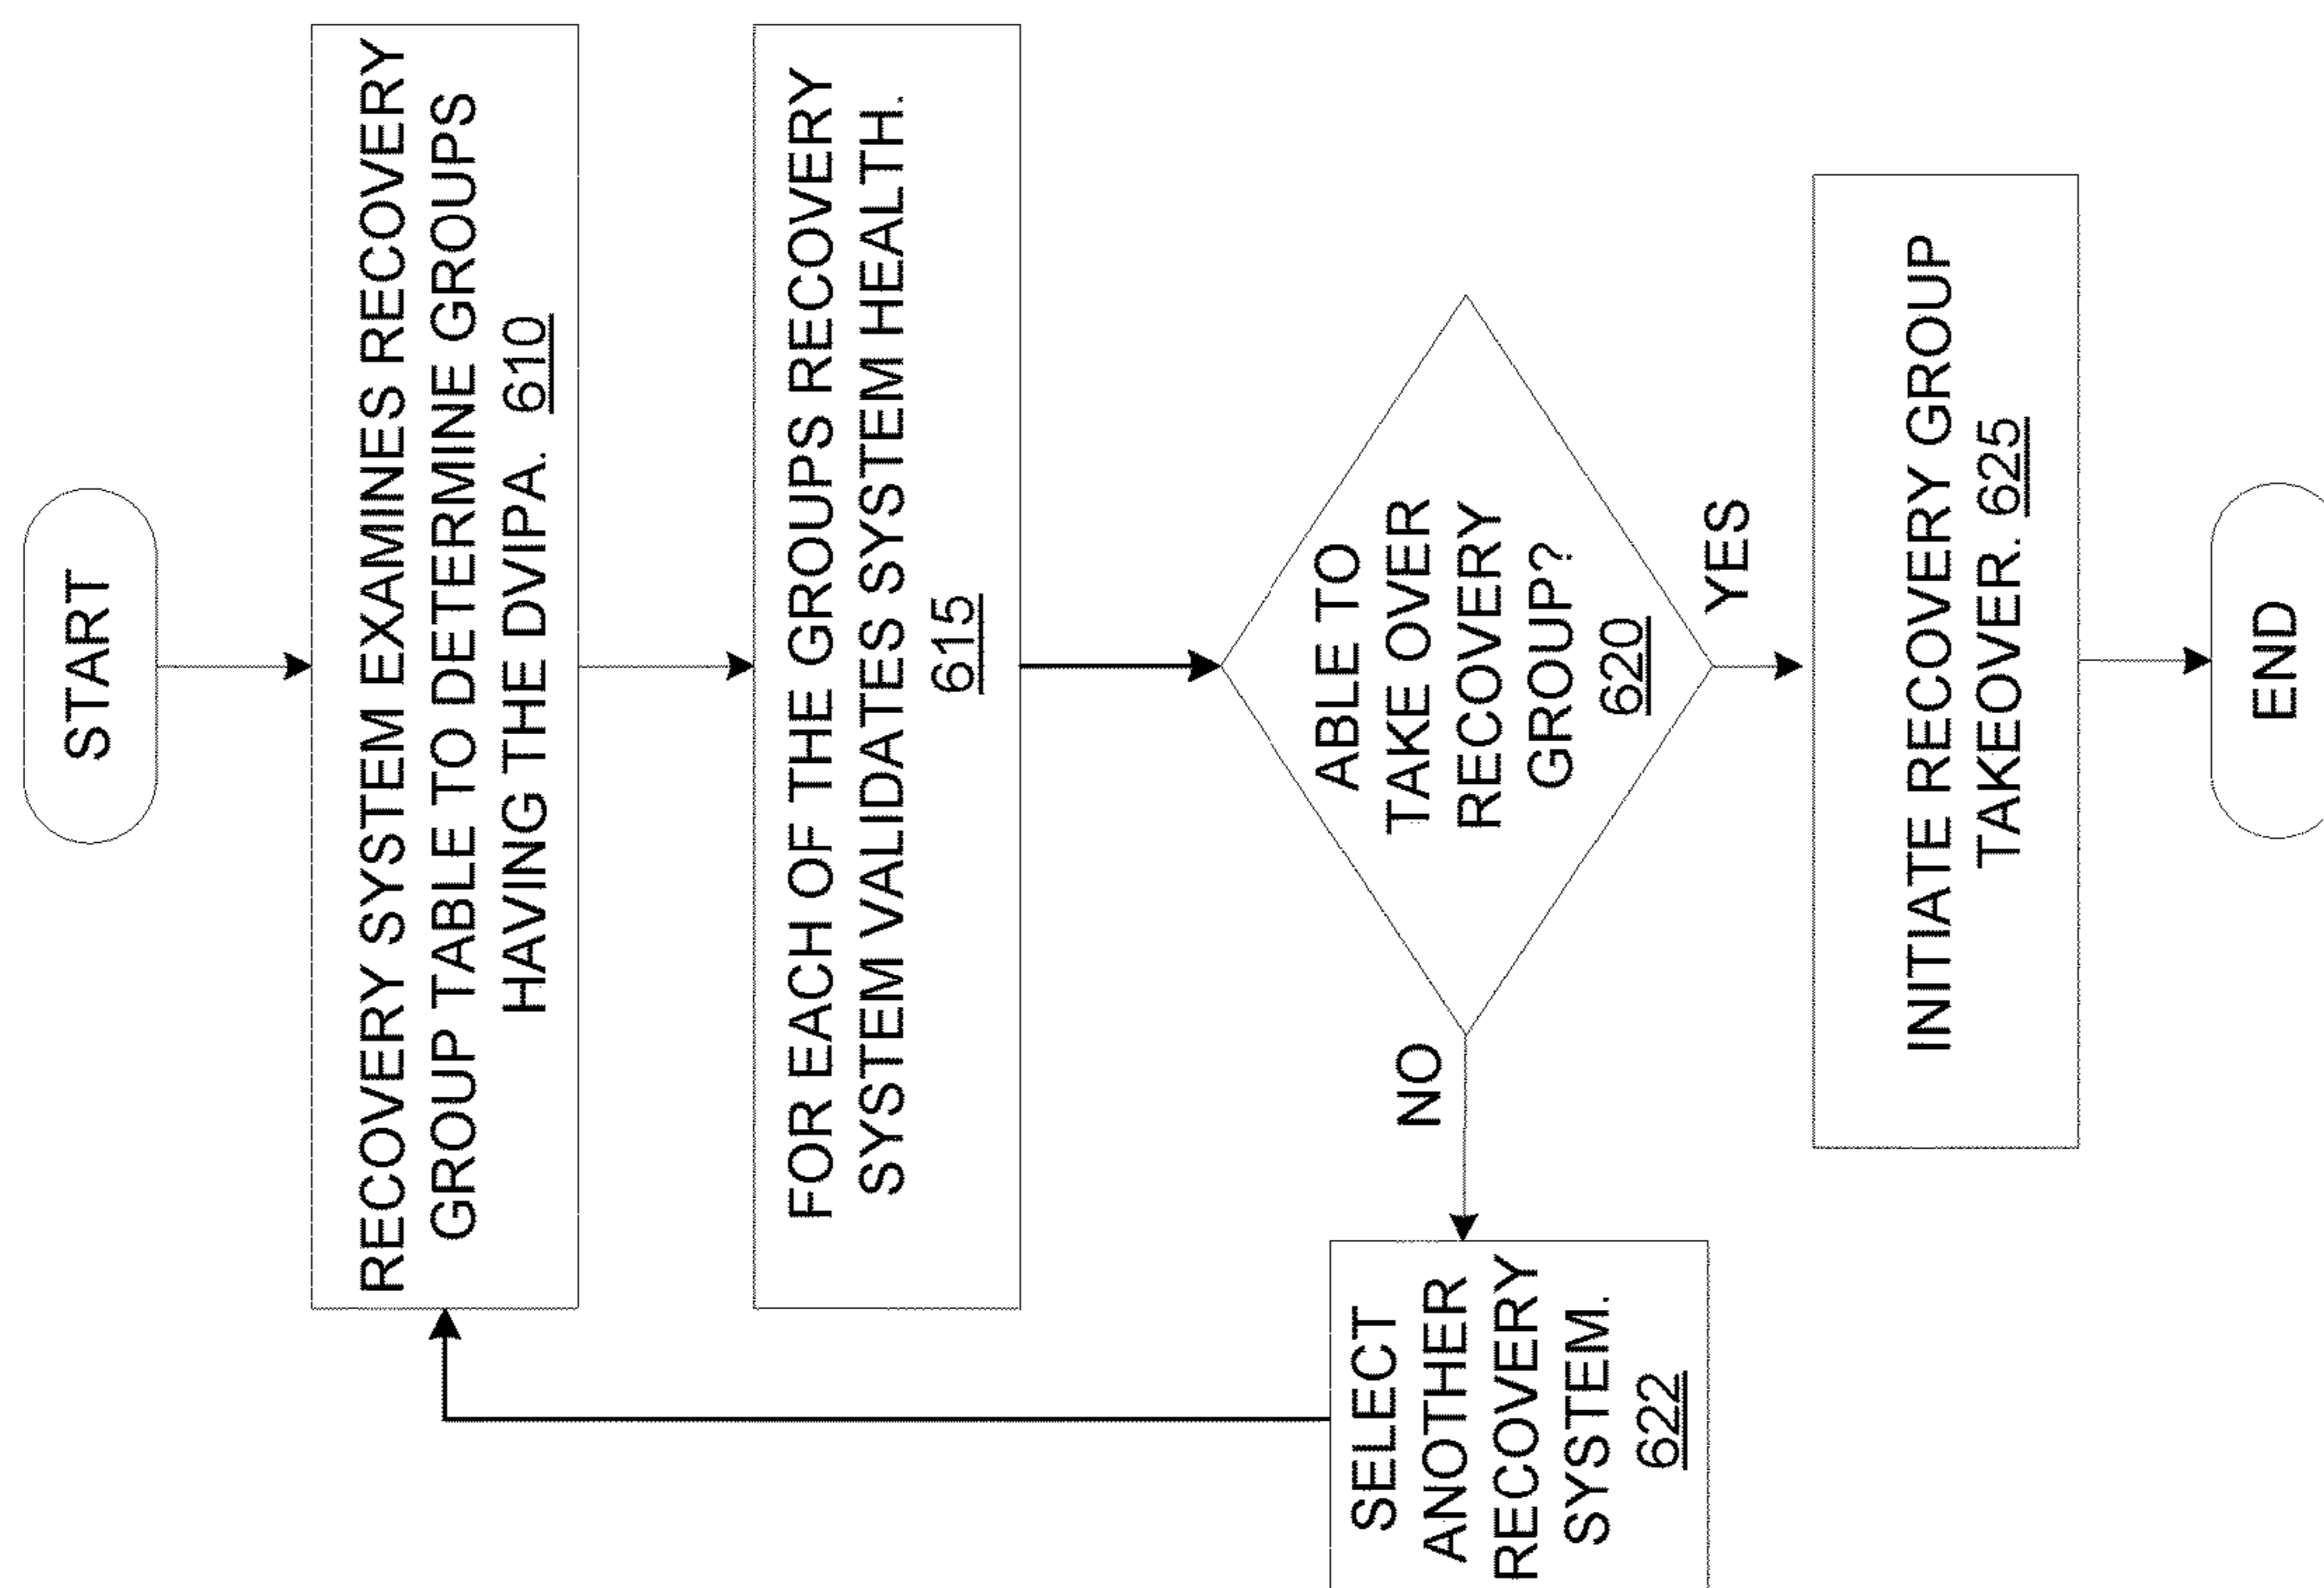 START
RECOVERY SYSTEM EXAMINES RECOVERY
GROUP TABLE TO DETERMINE GROUPS
HAVING THE DVIPA. 610
FOR EACH OF THE GROUPS RECOVERY
SYSTEM VALIDATES SYSTEM HEALTH.
615
ABLE TO
TAKE OVER
RECOVERY
GROUP?
620
NO
YES
SELECT
ANOTHER
RECOVERY
SYSTEM.
622
INITIATE RECOVERY GROUP
TAKEOVER. 625
END